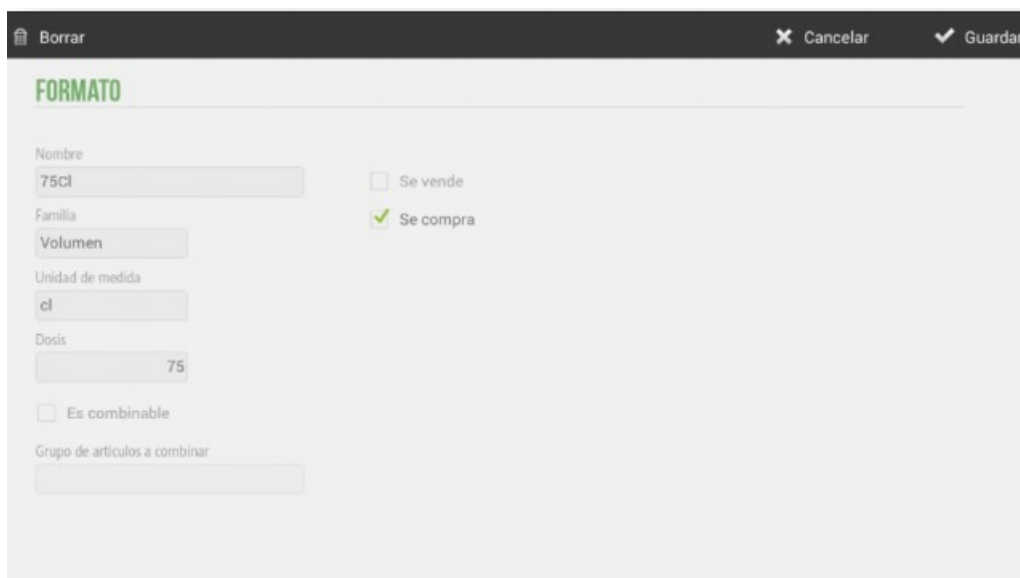 Borrar
Cancelar
Guardar
FORMATO
Nombre
75Cl
Se vende
Familia
Se compra
Volumen
Unidad de medida
cl
Dosis
75
Es combinable
Grupo de artículos a combinar